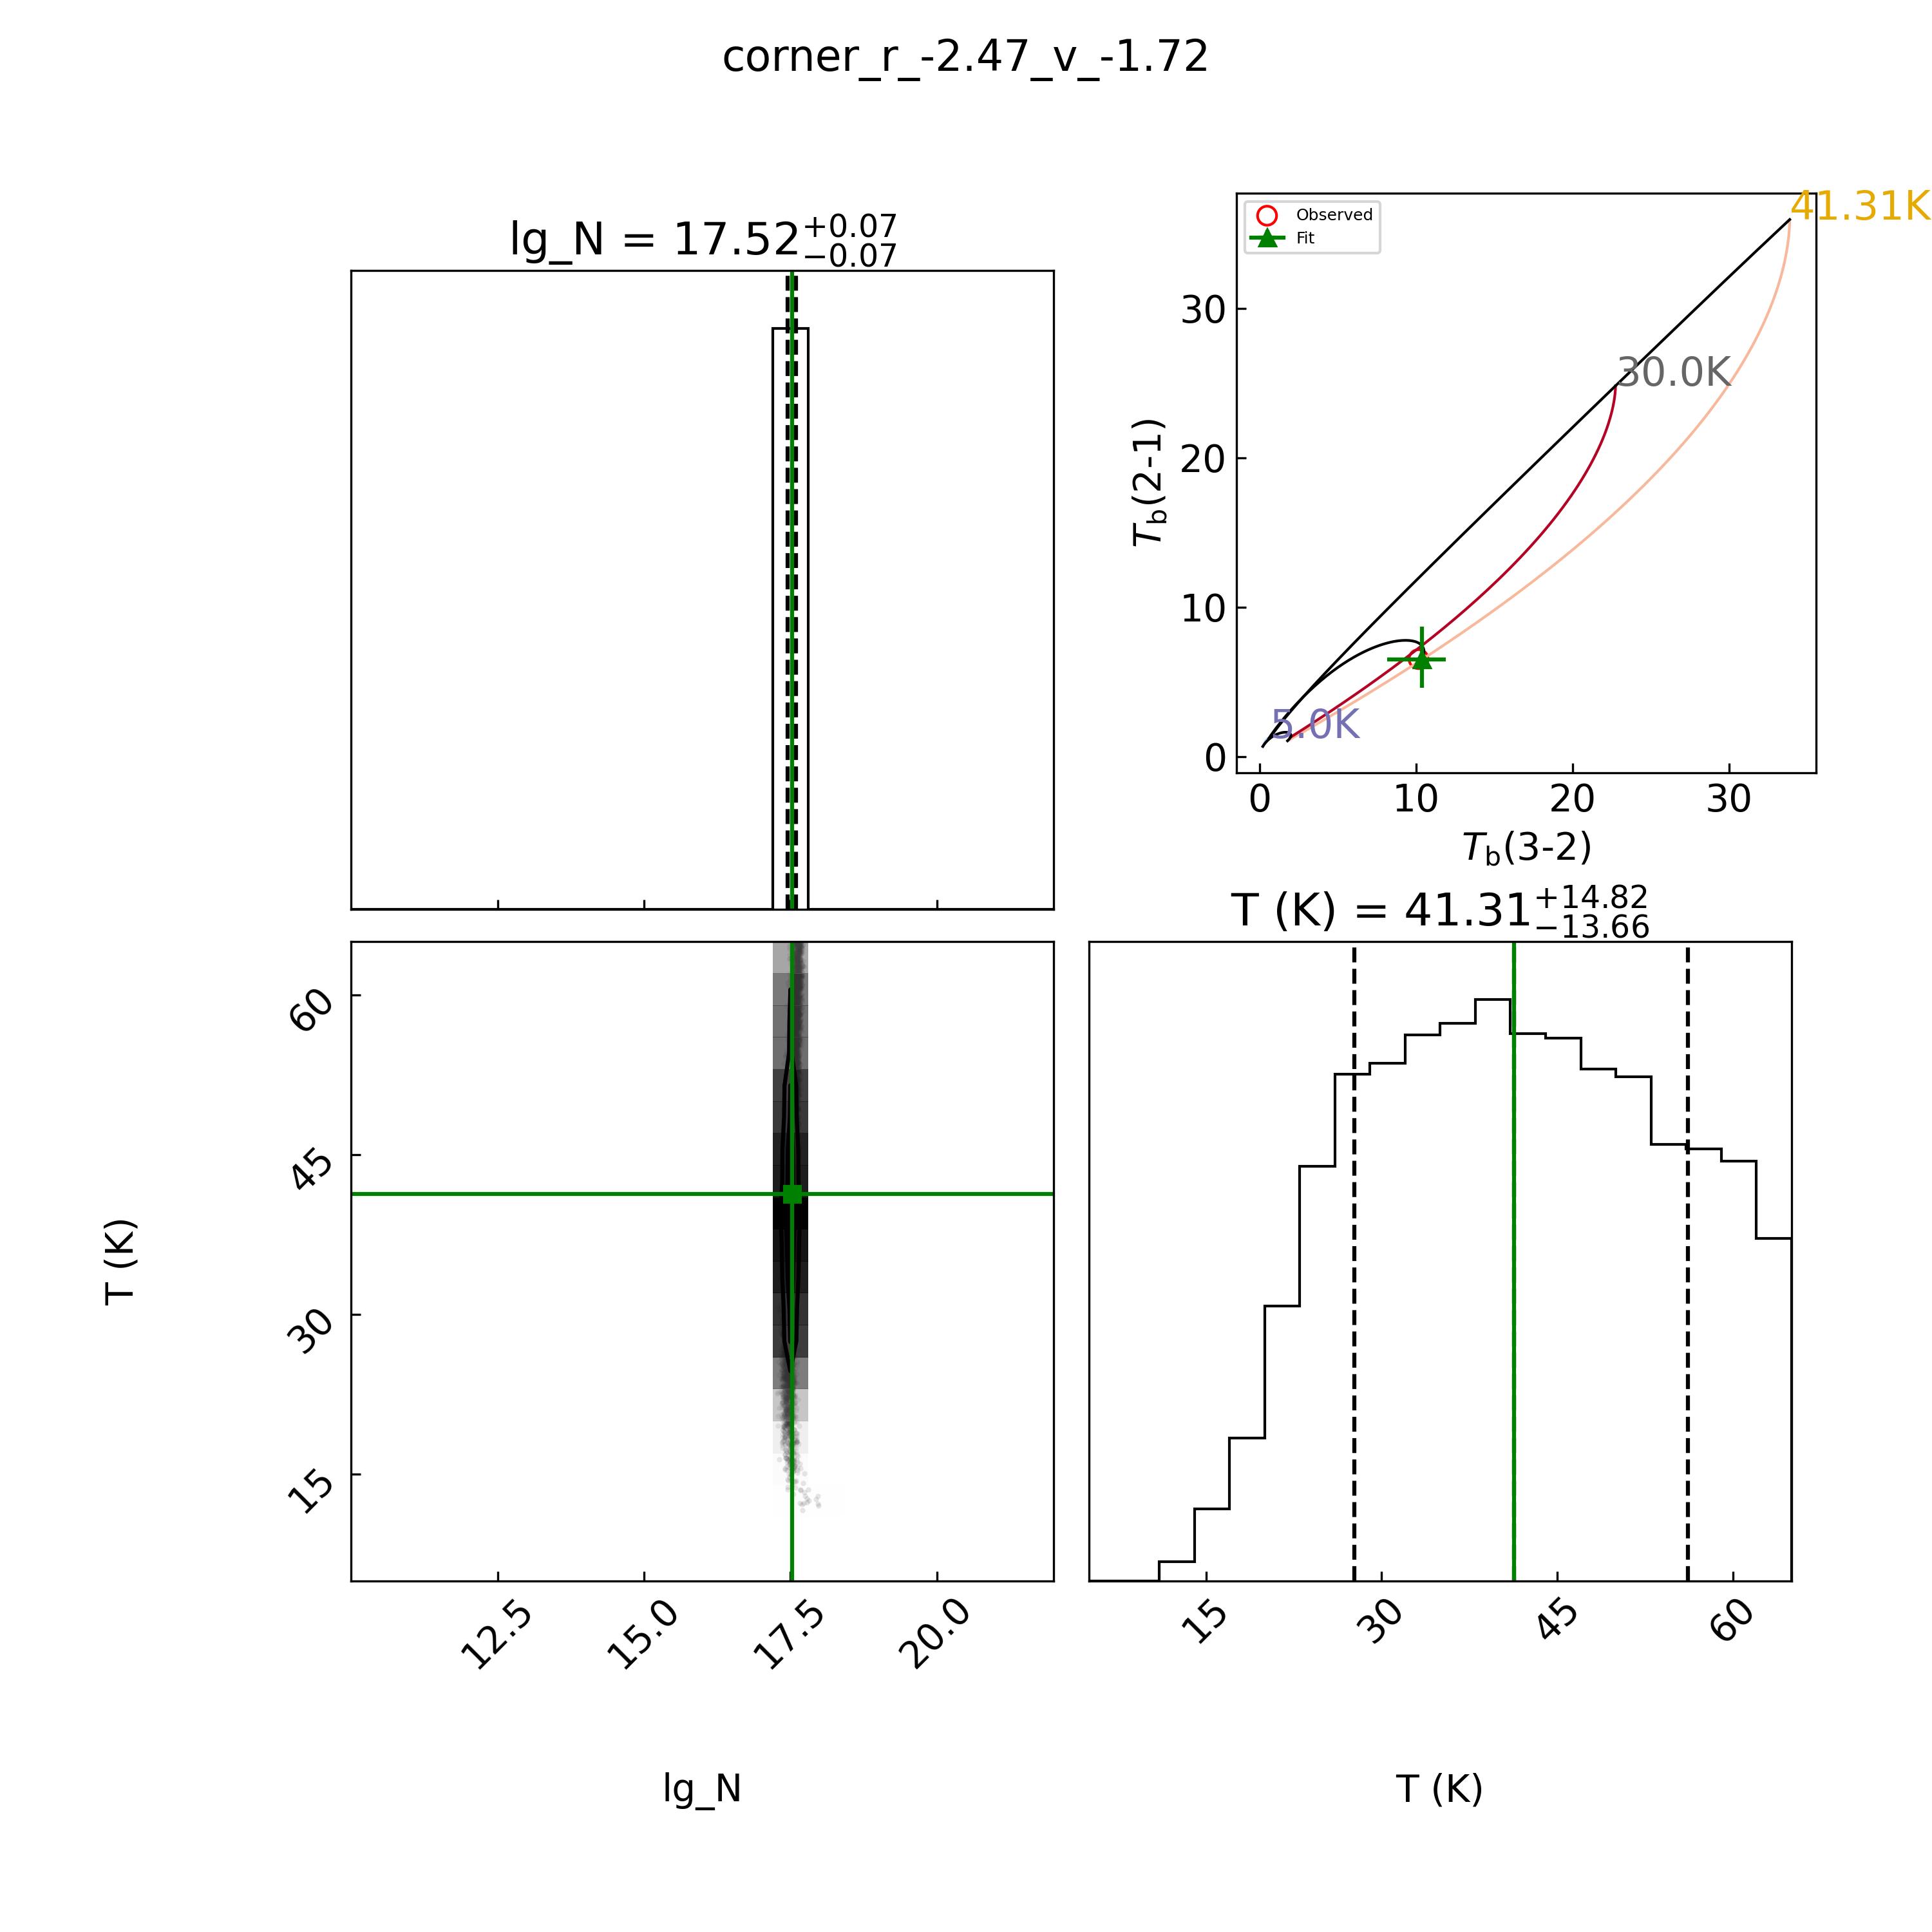 corner_r_-2.47_v_-1.72
lg_N = 17.52 +0.07 −0.07
41.31K
Observed
Fit
30
30.0K
20
T_b(2-1)
10
5.0K
0
0 10 20 30
T_b(3-2)
T (K) = 41.31 +14.82 −13.66
60
45
T (K)
30
15
12.5 15.0 17.5 20.0
15 30 45 60
lg_N
T (K)